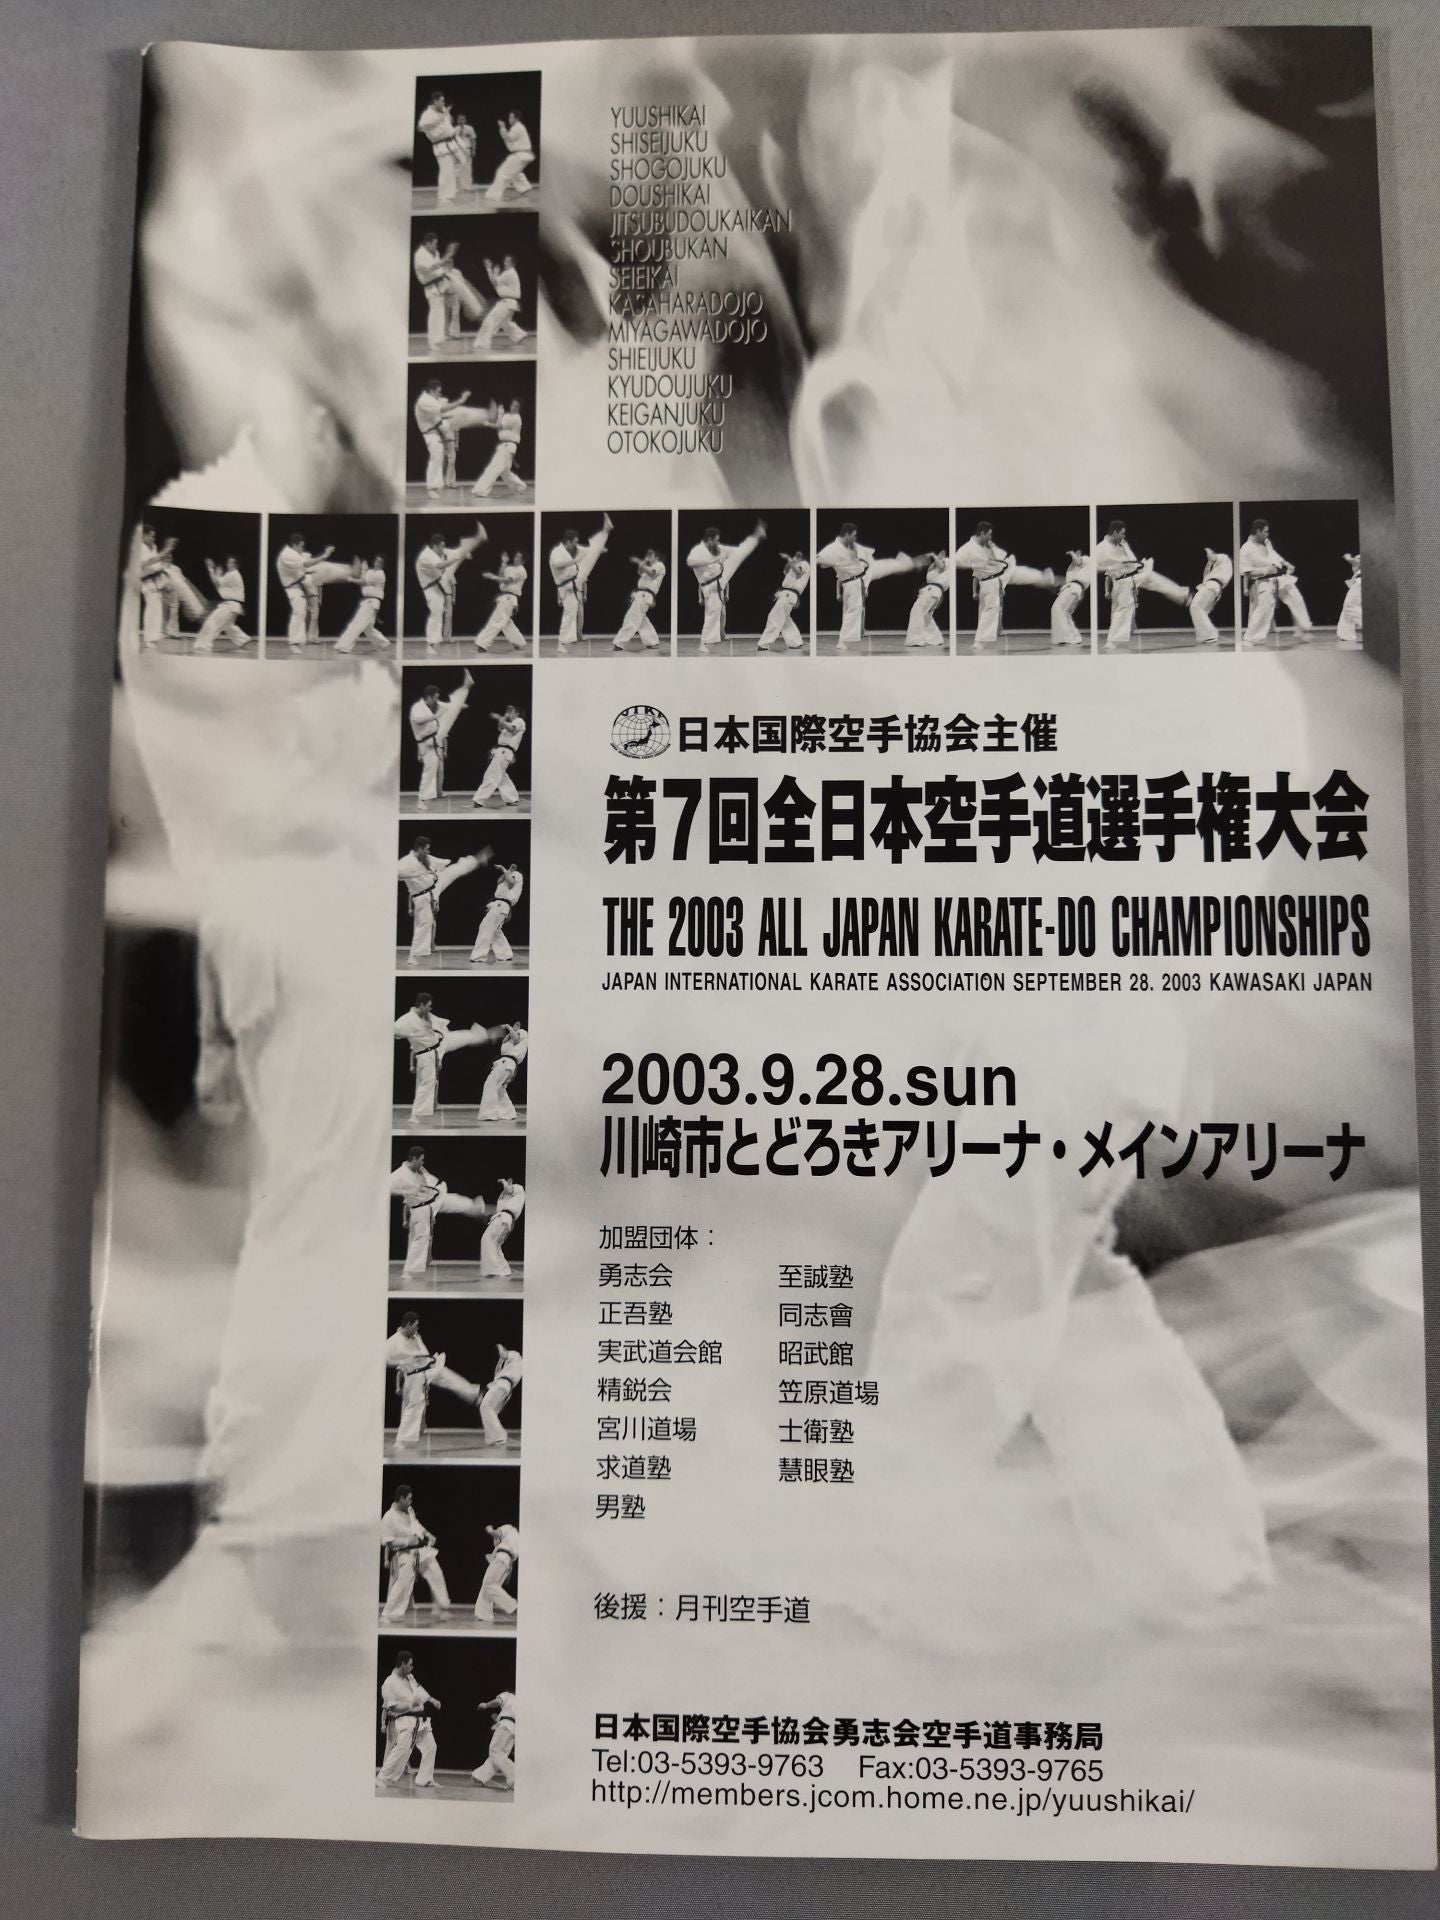 YUUSHIKAI
SHISEIJUKU
SHOGOJUKU
DOUSHIKAI
JITSUBUDOUKAIKAN
SHOUBUKAN
SEIEIKAI
KASAHARADOJO
MIYAGAWADOJO
SHIEIJUKU
KYUDOUJUKU
KEIGANJUKU
OTOKOJUKU
日本国際空手協会主催
第7回全日本空手道選手権大会
THE 2003 ALL JAPAN KARATE-DO CHAMPIONSHIPS
JAPAN INTERNATIONAL KARATE ASSOCIATION SEPTEMBER 28. 2003 KAWASAKI JAPAN
2003.9.28.sun
川崎市とどろきアリーナ・メインアリーナ
加盟団体：
勇志会 至誠塾
正吾塾 同志會
実武道会館 昭武館
精鋭会 笠原道場
宮川道場 士衛塾
求道塾 慧眼塾
男塾
後援：月刊空手道
日本国際空手協会勇志会空手道事務局
Tel:03-5393-9763 Fax:03-5393-9765
http://members.jcom.home.ne.jp/yuushikai/